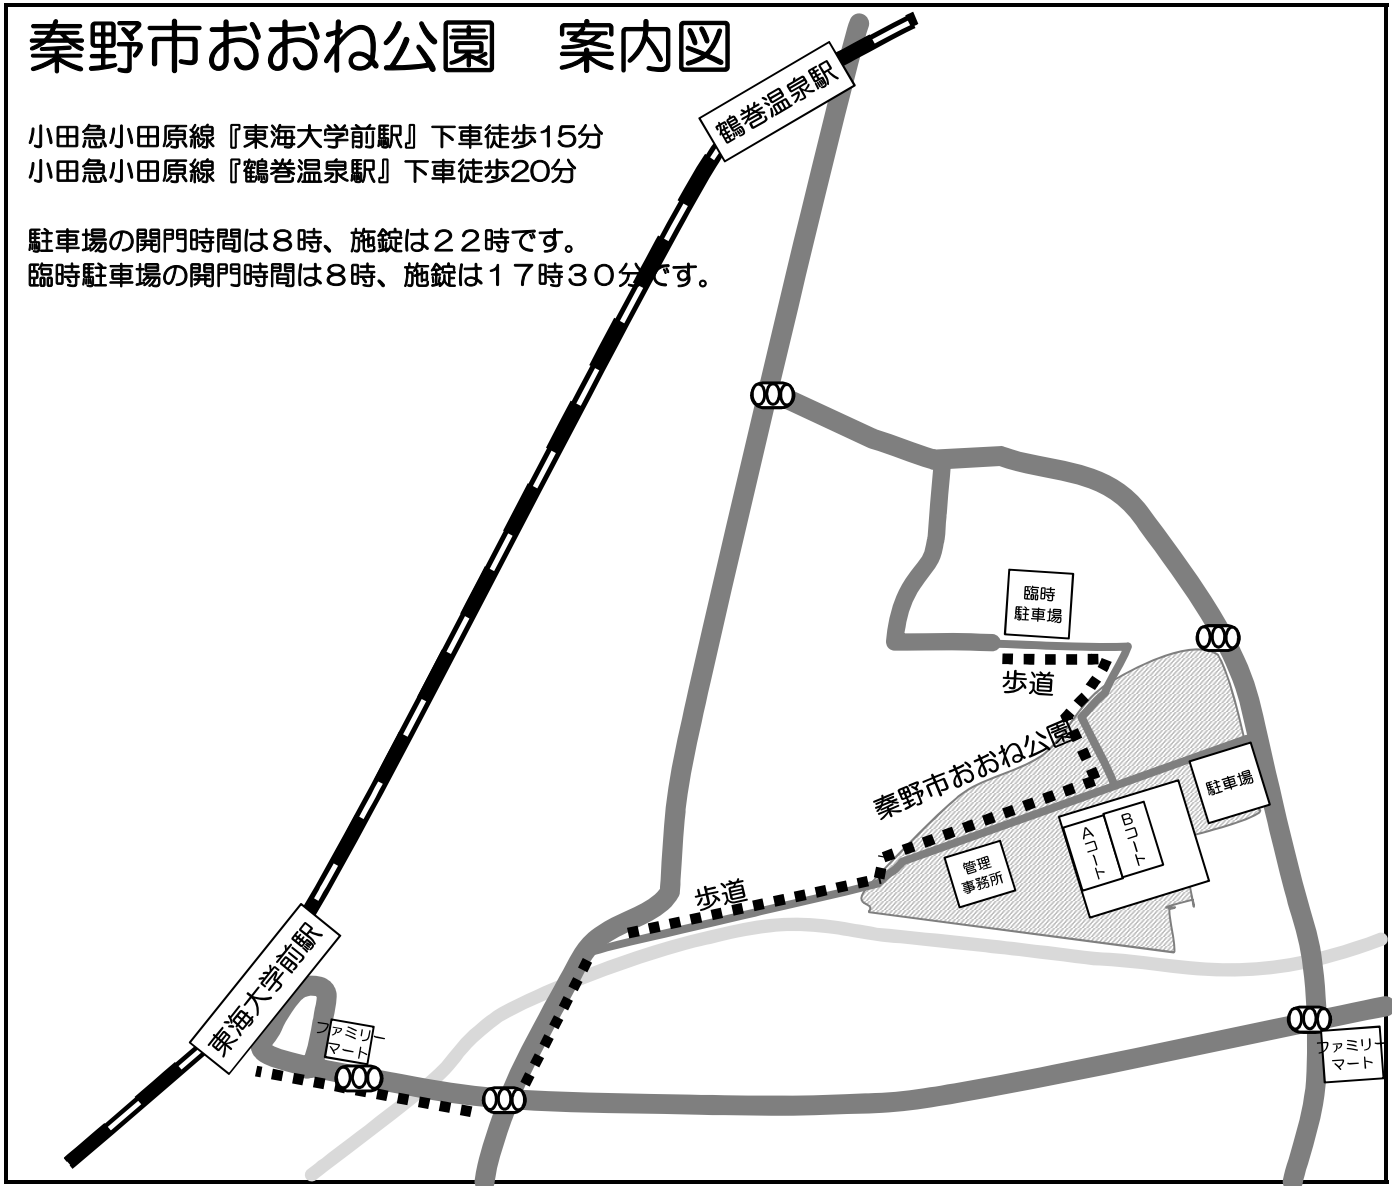 秦野市おおね公園　案内図
小田急小田原線『東海大学前駅』下車徒歩15分
小田急小田原線『鶴巻温泉駅』下車徒歩20分
駐車場の開門時間は８時、施錠は２２時です。
臨時駐車場の開門時間は８時、施錠は１７時３０分です。
鶴巻温泉駅
臨時
駐車場
歩道
秦野市おおね公園
駐車場
Aコート
Bコート
管理
事務所
歩道
東海大学前駅
ファミリー
マート
ファミリー
マート